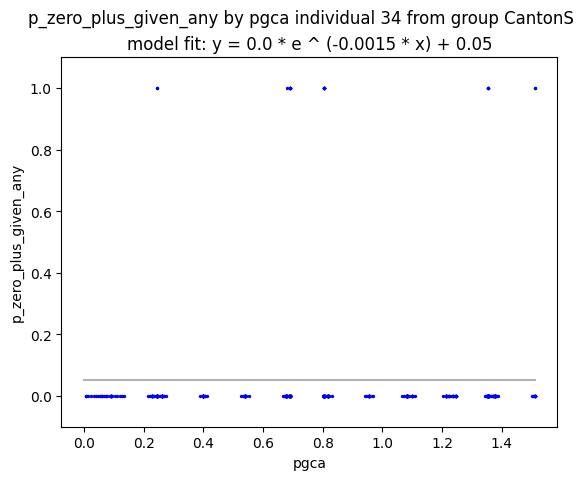 p_zero_plus_given_any by pgca individual 34 from group CantonS
model fit: y = 0.0 * e ^ (-0.0015 * x) + 0.05
1.0
0.8
0.6
0.4
0.2
0.0
p_zero_plus_given_any
0.0 0.2 0.4 0.6 0.8 1.0 1.2 1.4
pgca